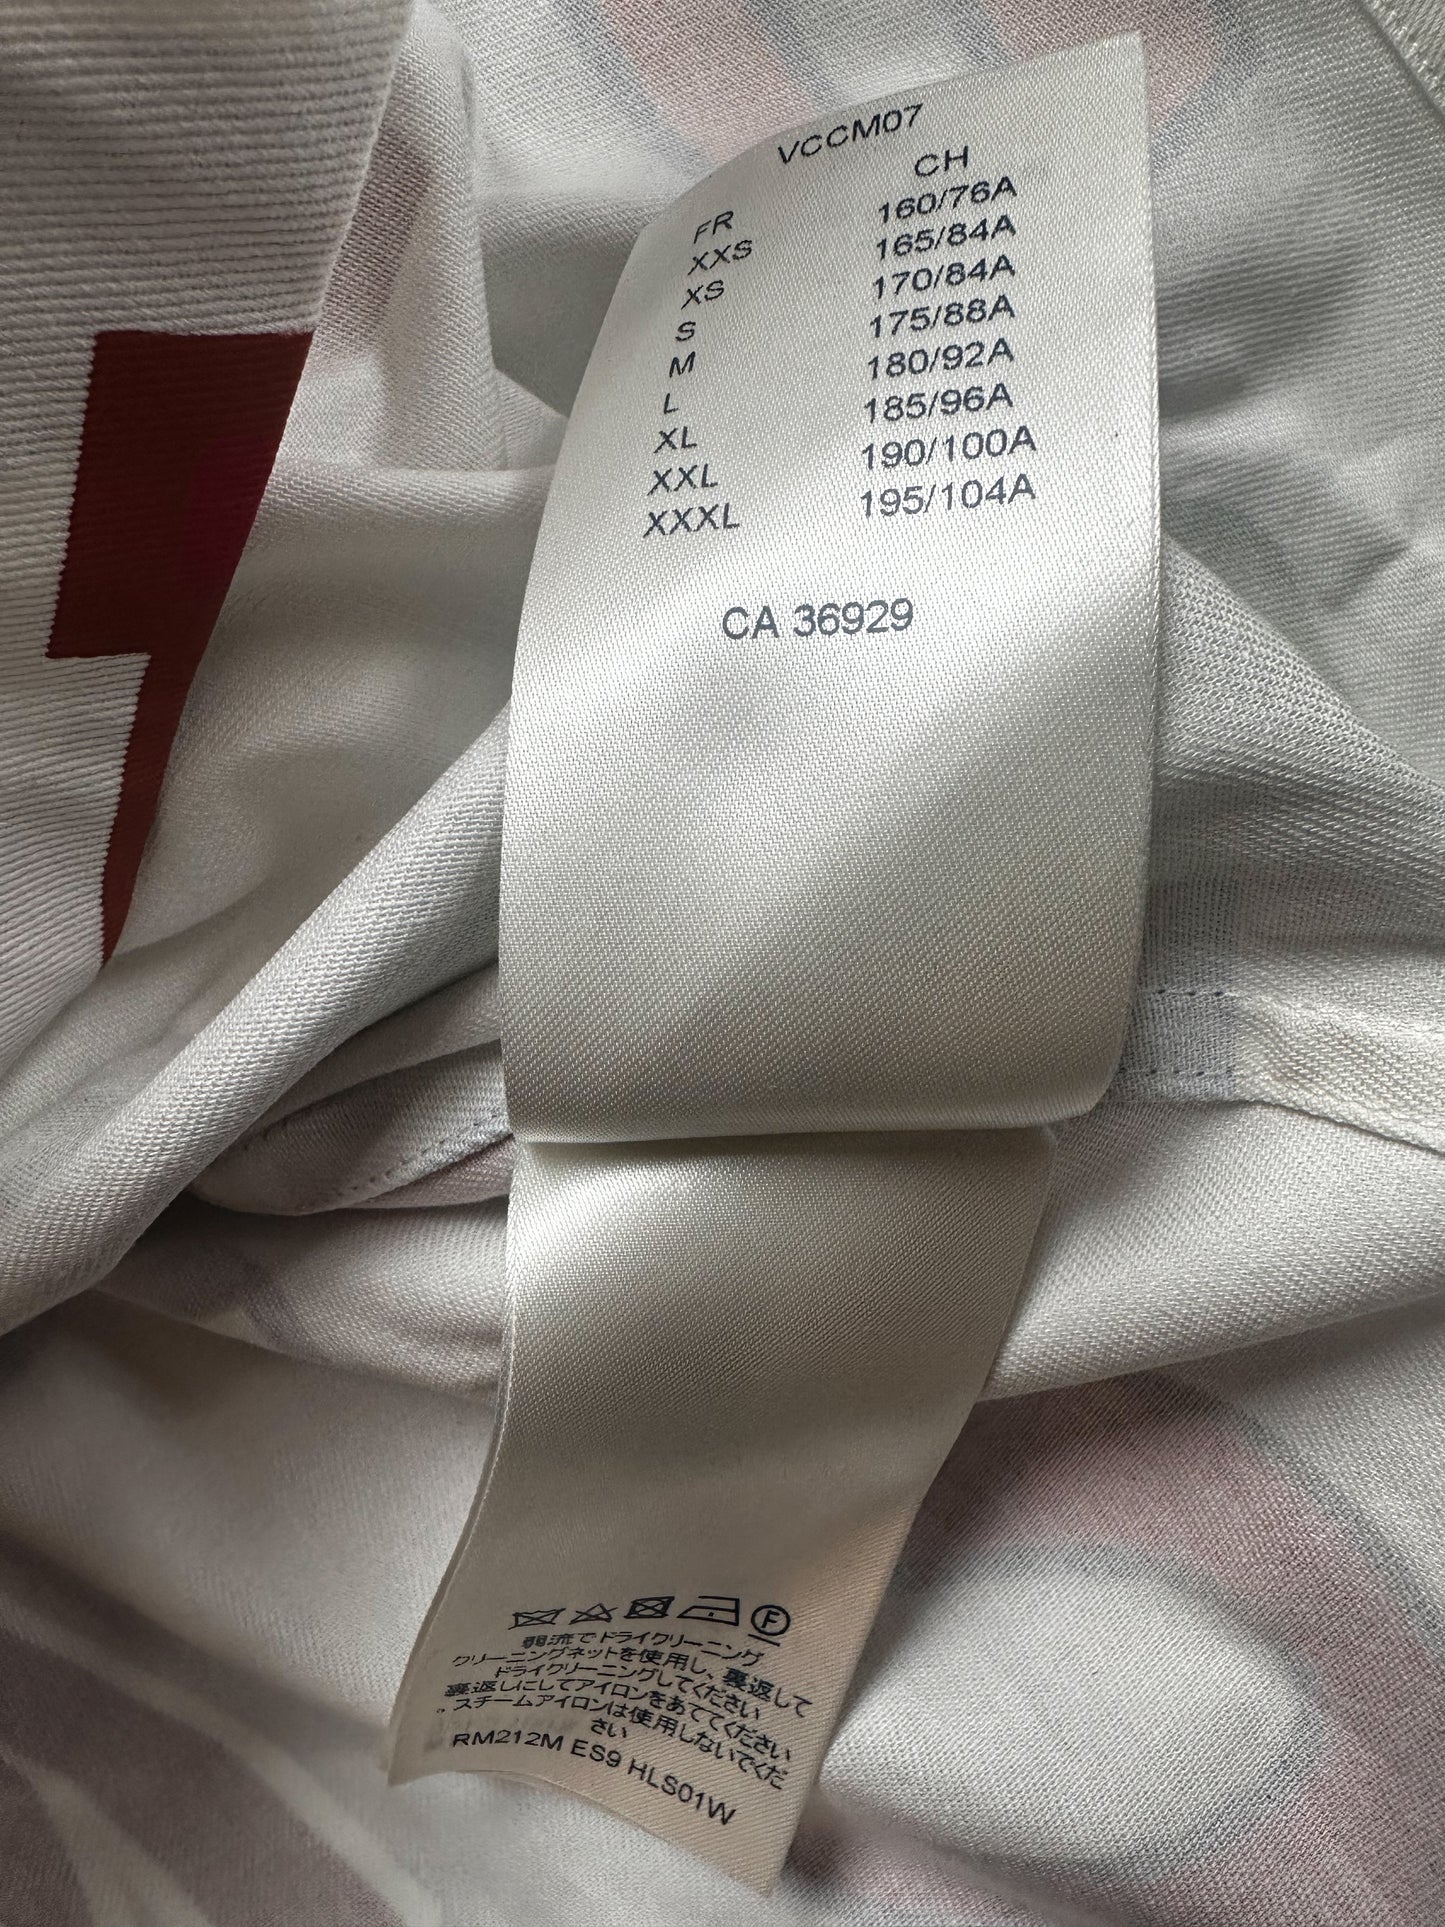 VCCM07
FR CH
XXS 160/76A
XS 165/84A
S 170/84A
M 175/88A
L 180/92A
XL 185/96A
XXL 190/100A
XXXL 195/104A
CA 36929
F
弱流でドライクリーニング
クリーニングネットを使用し、裏返して
ドライクリーニングしてください
裏返しにしてアイロンをあててください
。スチームアイロンは使用しないでくだ
さい
RM212M ES9 HLS01W